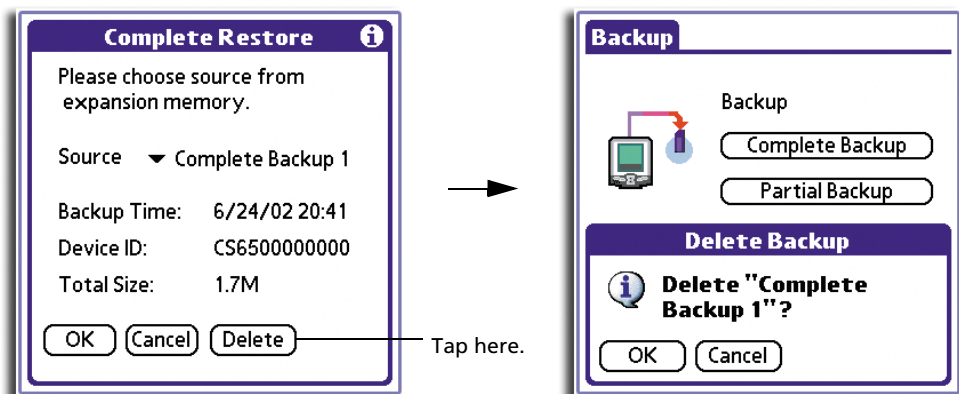 Complete Restore
Please choose source from
expansion memory.
Source Complete Backup 1
Backup Time: 6/24/02 20:41
Device ID: CS6500000000
Total Size: 1.7M
OK Cancel Delete
Tap here.
Backup
Backup
Complete Backup
Partial Backup
Delete Backup
Delete "Complete
Backup 1"?
OK Cancel